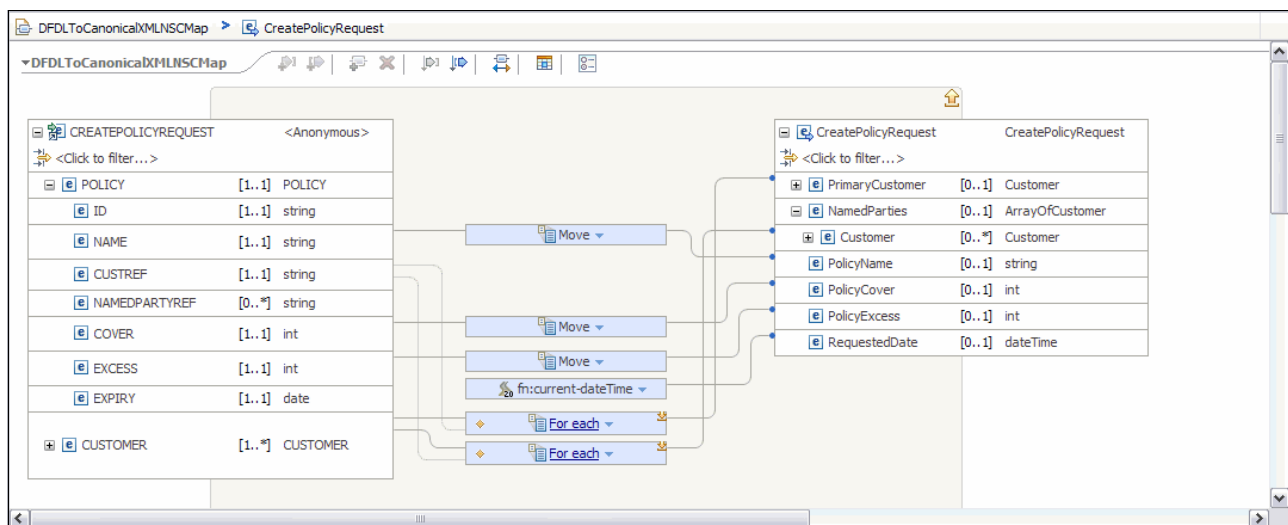 DFDLToCanonicalXMLNSCMap > CreatePolicyRequest
DFDLToCanonicalXMLNSCMap
CREATEPOLICYREQUEST <Anonymous>
<Click to filter...>
POLICY [1..1] POLICY
ID [1..1] string
NAME [1..1] string
CUSTREF [1..1] string
NAMEDPARTYREF [0..*] string
COVER [1..1] int
EXCESS [1..1] int
EXPIRY [1..1] date
CUSTOMER [1..*] CUSTOMER
Move
Move
Move
fn:current-dateTime
For each
For each
CreatePolicyRequest CreatePolicyRequest
<Click to filter...>
PrimaryCustomer [0..1] Customer
NamedParties [0..1] ArrayOfCustomer
Customer [0..*] Customer
PolicyName [0..1] string
PolicyCover [0..1] int
PolicyExcess [0..1] int
RequestedDate [0..1] dateTime